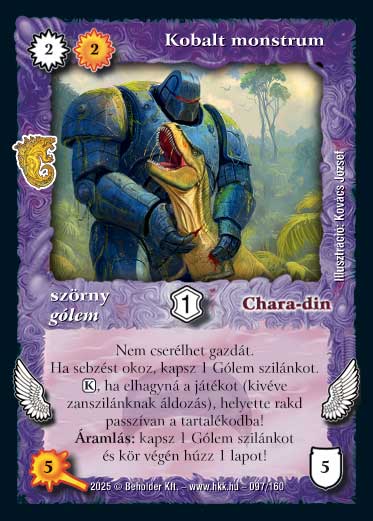 2 2 Kobalt monstrum
Illusztráció: Kovács József
szörny 1 Chara-din
gólem
Nem cserélhet gazdát.
Ha sebzést okoz, kapsz 1 Gólem szilánkot.
K, ha elhagyná a játékot (kivéve
zanszilánknak áldozás), helyette rakd
passzívan a tartalékodba!
Áramlás: kapsz 1 Gólem szilánkot
és kör végén húzz 1 lapot!
5 5
2025 © Beholder Kft. – www.hkk.hu – 097/160